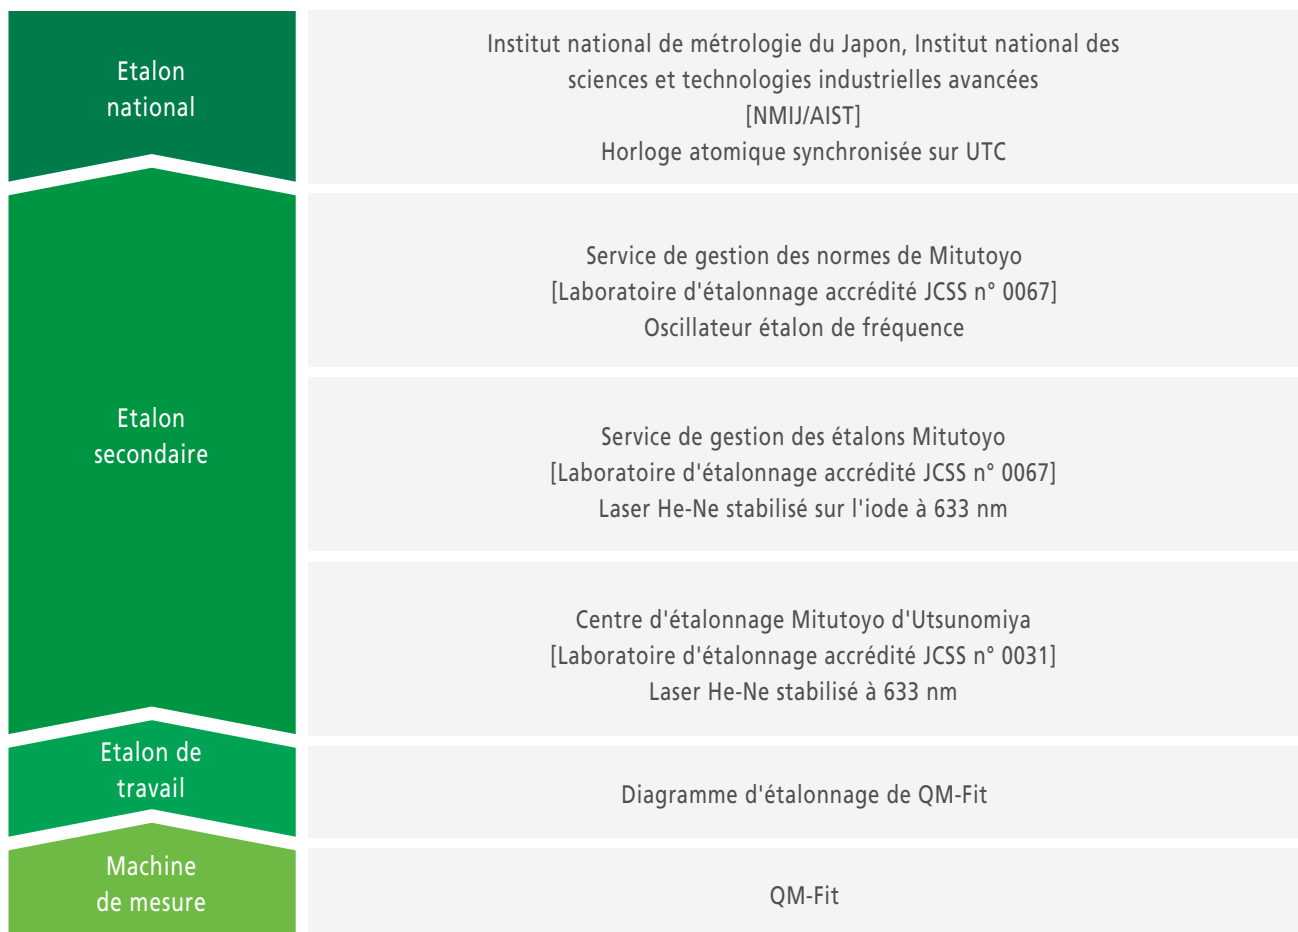 Etalon
national
Institut national de métrologie du Japon, Institut national des
sciences et technologies industrielles avancées
[NMIJ/AIST]
Horloge atomique synchronisée sur UTC
Etalon
secondaire
Service de gestion des normes de Mitutoyo
[Laboratoire d'étalonnage accrédité JCSS n° 0067]
Oscillateur étalon de fréquence
Service de gestion des étalons Mitutoyo
[Laboratoire d'étalonnage accrédité JCSS n° 0067]
Laser He-Ne stabilisé sur l'iode à 633 nm
Centre d'étalonnage Mitutoyo d'Utsunomiya
[Laboratoire d'étalonnage accrédité JCSS n° 0031]
Laser He-Ne stabilisé à 633 nm
Etalon de
travail
Diagramme d'étalonnage de QM-Fit
Machine
de mesure
QM-Fit